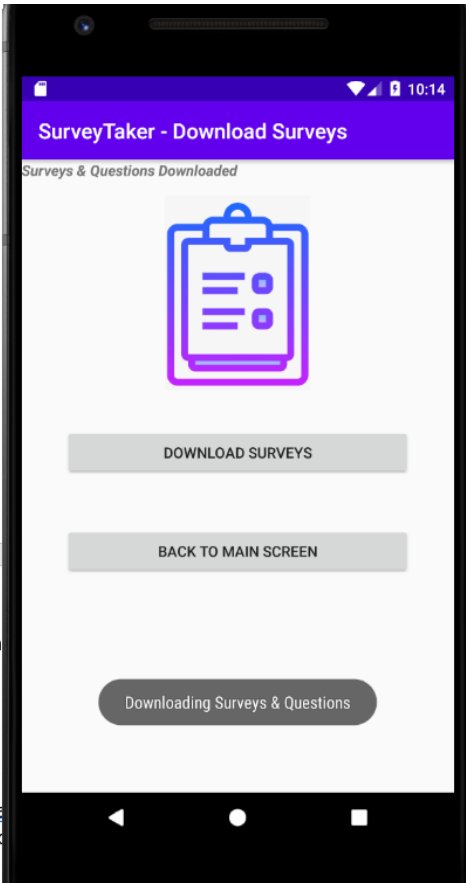 10:14
SurveyTaker - Download Surveys
Surveys & Questions Downloaded
DOWNLOAD SURVEYS
BACK TO MAIN SCREEN
Downloading Surveys & Questions